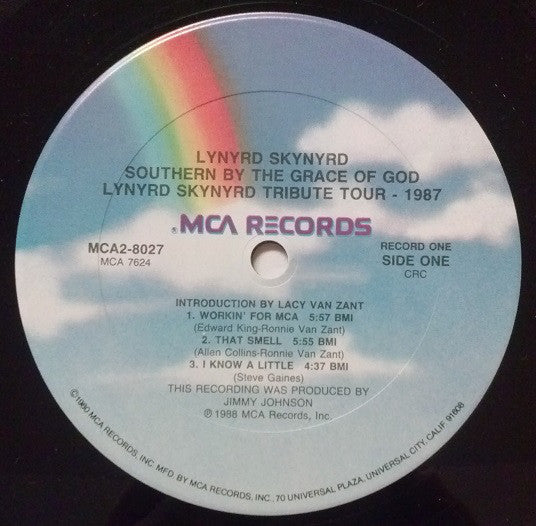 LYNYRD SKYNYRD
SOUTHERN BY THE GRACE OF GOD
LYNYRD SKYNYRD TRIBUTE TOUR - 1987
®MCA RECORDS
MCA2-8027
MCA 7624
RECORD ONE
SIDE ONE
CRC
INTRODUCTION BY LACY VAN ZANT
1. WORKIN' FOR MCA 5:57 BMI
(Edward King-Ronnie Van Zant)
2. THAT SMELL 5:55 BMI
(Allen Collins-Ronnie Van Zant)
3. I KNOW A LITTLE 4:37 BMI
(Steve Gaines)
THIS RECORDING WAS PRODUCED BY
JIMMY JOHNSON
℗1988 MCA Records, Inc.
©1980 MCA RECORDS, INC. MFD. BY MCA RECORDS, INC., 70 UNIVERSAL PLAZA, UNIVERSAL CITY, CALIF. 91608